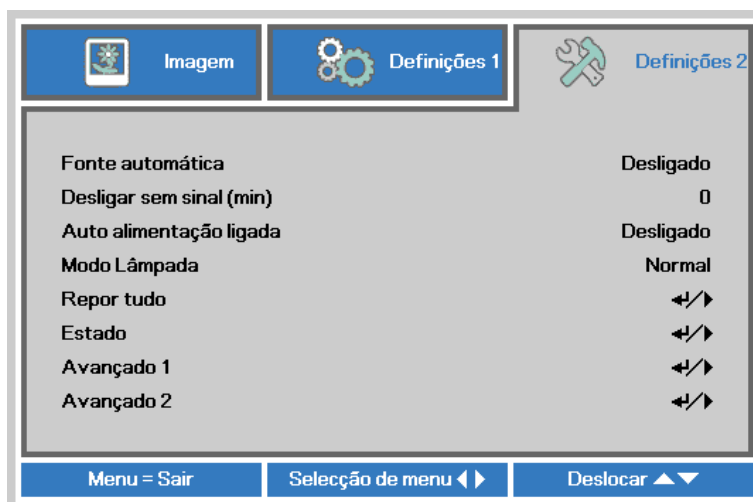 Imagem Definições 1 Definições 2
Fonte automática Desligado
Desligar sem sinal (min) 0
Auto alimentação ligada Desligado
Modo Lâmpada Normal
Repor tudo
Estado
Avançado 1
Avançado 2
Menu = Sair Selecção de menu Deslocar